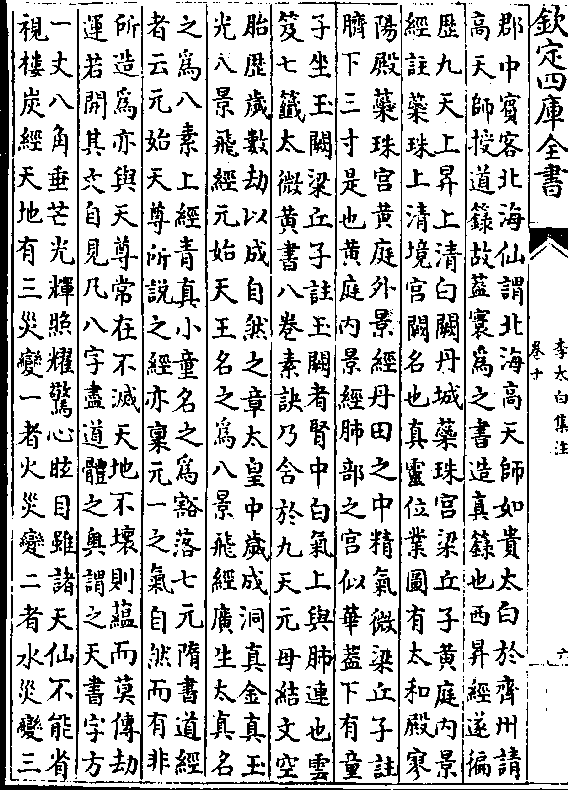 欽定四庫全書
李太白集注
卷十
六
郡中賓客北海仙謂北海高天師如貴太白於齊州請
高天師授道籙故葢寰為之書造真籙也西昇經遂徧
歴九天上昇上清白闕丹城蘂珠宫梁丘子黄庭内景
經註蘂珠上清境宫闕名也真靈位業圖有太和殿寥
陽殿蘂珠宫黄庭外景經丹田之中精氣微梁丘子註
臍下三寸是也黄庭内景經肺部之宫似華葢下有童
子坐玉闕梁丘子註玉闕者腎中白氣上與肺連也雲
笈七籤太微黄書八卷素訣乃含於九天元母結文空
胎歴歲數劫以成自然之章太皇中歲成洞真金真玉
光八景飛經元始天王名之為八景飛經廣生太真名
之為八素上經青真小童名之為豁落七元隋書道經
者云元始天尊所說之經亦稟元一之氣自然而有非
所造為亦與天尊常在不滅天地不壞則藴而莫傳劫
運若開其文自見凡八字盡道體之奥謂之天書字方
一丈八角垂芒光輝照耀驚心眩目雖諸天仙不能省
視樓炭經天地有三災變一者火災變二者水災變三